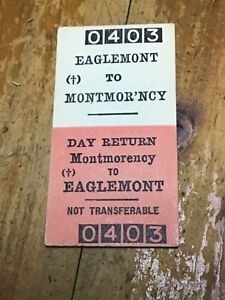 0403
EAGLEMONT
(†) TO
MONTMOR'NCY
DAY RETURN
Montmorency
(†) TO
EAGLEMONT
NOT TRANSFERABLE
0403